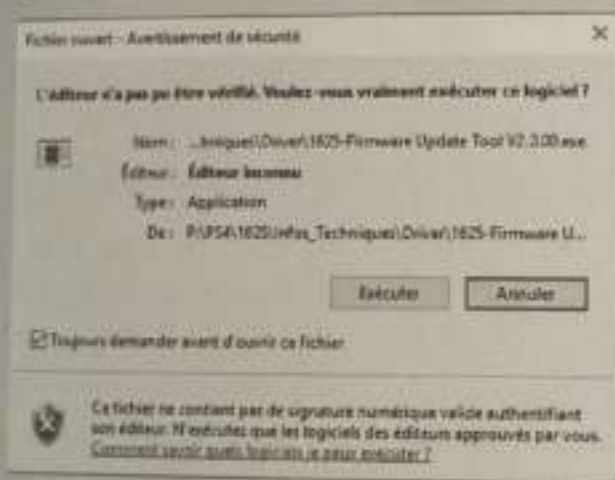 Fichier ouvert - Avertissement de sécurité
L'éditeur n'a pas pu être vérifié. Voulez-vous vraiment exécuter ce logiciel ?
Nom : ...hniques\Driver\1625-Firmware Update Tool V2.3.00.exe
Éditeur : Éditeur inconnu
Type : Application
De : P:\PS4\1625\Infos_Techniques\Driver\1625-Firmware U...
Exécuter Annuler
Toujours demander avant d'ouvrir ce fichier
Ce fichier ne contient pas de signature numérique valide authentifiant
son éditeur. N'exécutez que les logiciels des éditeurs approuvés par vous.
Comment savoir quels logiciels je peux exécuter ?